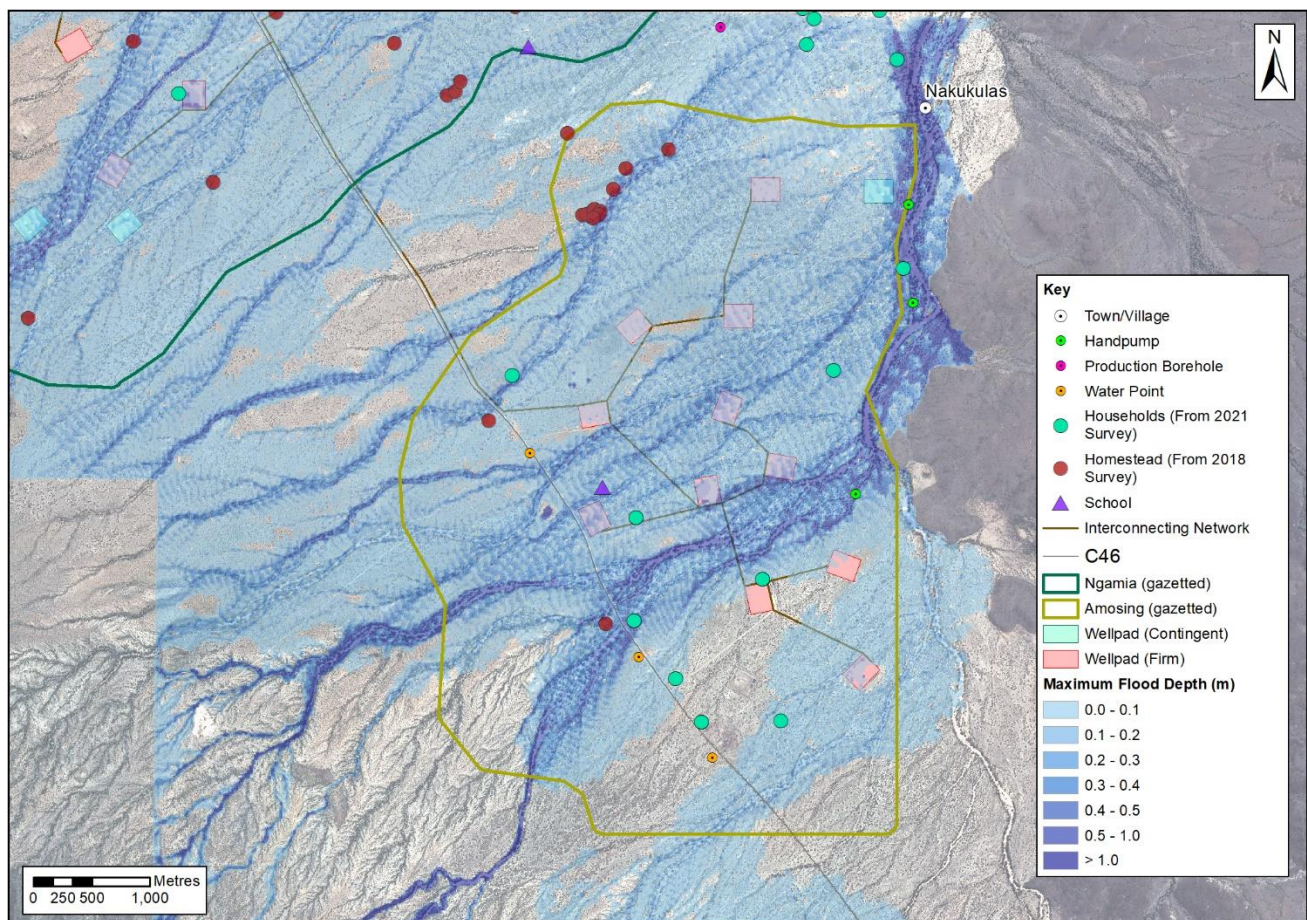 N
Nakukulas
Key
Town/Village
Handpump
Production Borehole
Water Point
Households (From 2021
Survey)
Homestead (From 2018
Survey)
School
Interconnecting Network
C46
Ngamia (gazetted)
Amosing (gazetted)
Wellpad (Contingent)
Wellpad (Firm)
Maximum Flood Depth (m)
0.0 - 0.1
0.1 - 0.2
0.2 - 0.3
0.3 - 0.4
0.4 - 0.5
0.5 - 1.0
> 1.0
Metres
0 250 500 1,000